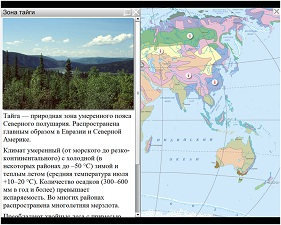 Зона тайги
Тайга — природная зона умеренного пояса
Северного полушария. Распространена
главным образом в Евразии и Северной
Америке.
Климат умеренный (от морского до резко-
континентального) с холодной (в
некоторых районах до –50 °С) зимой и
теплым летом (средняя температура июля
+10–20 °С). Количество осадков (300–600
мм в год и более) превышает
испаряемость. Во многих районах
распространена многолетняя мерзлота.
Преобладают хвойные леса с примесью